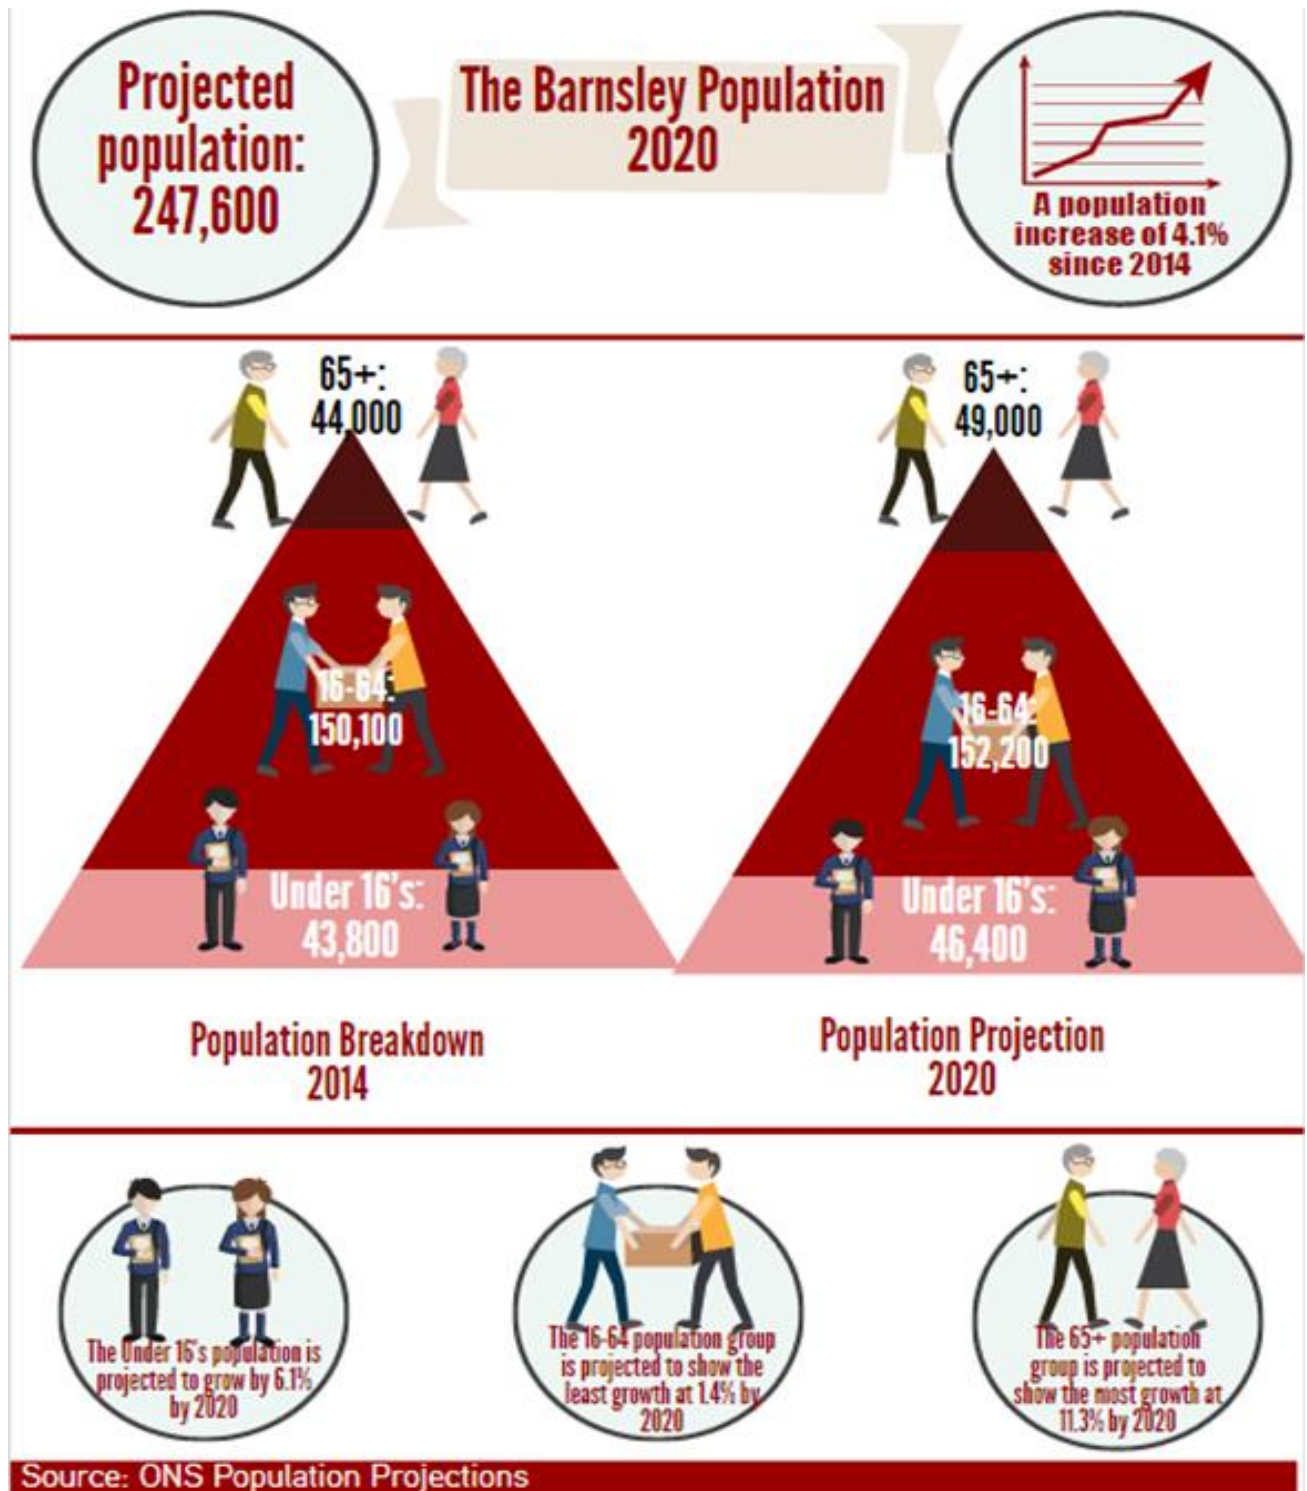 Projected
population:
247,600
The Barnsley Population
2020
A population
increase of 4.1%
since 2014
65+:
44,000
16-64:
150,100
Under 16's:
43,800
Population Breakdown
2014
65+:
49,000
16-64:
152,200
Under 16's:
46,400
Population Projection
2020
The Under 16's population is
projected to grow by 6.1%
by 2020
The 16-64 population group
is projected to show the
least growth at 1.4% by
2020
The 65+ population
group is projected to
show the most growth at
11.3% by 2020
Source: ONS Population Projections